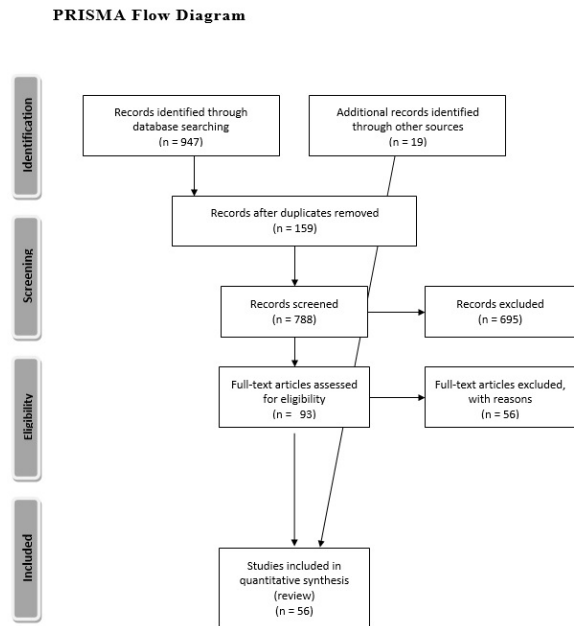 PRISMA Flow Diagram
Identification
Records identified through
database searching
(n = 947)
Additional records identified
through other sources
(n = 19)
Records after duplicates removed
(n = 159)
Screening
Records screened
(n = 788)
Records excluded
(n = 695)
Eligibility
Full-text articles assessed
for eligibility
(n = 93)
Full-text articles excluded,
with reasons
(n = 56)
Included
Studies included in
quantitative synthesis
(review)
(n = 56)